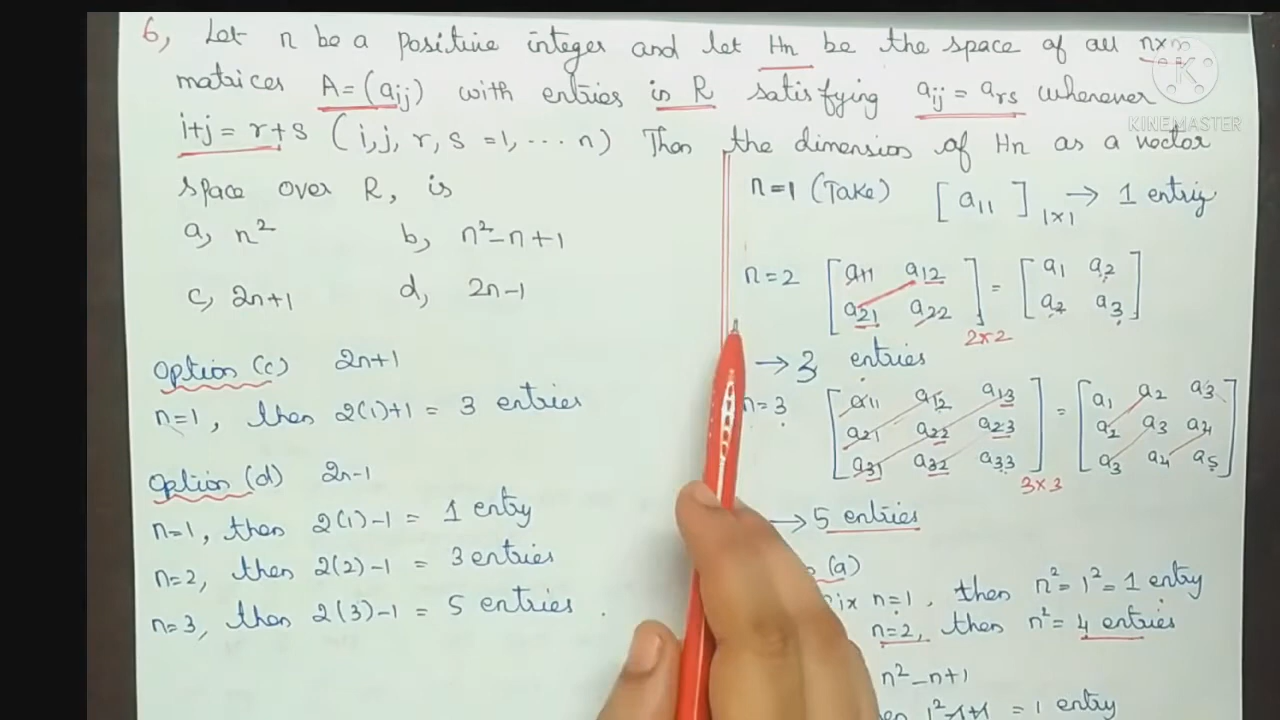 6, Let n be a positive integer and let Hn be the space of all n×n
matrices A = (aij) with entries in R satisfying aij = ars whenever
i+j = r+s (i, j, r, s = 1, ... n) Then the dimension of Hn as a vector
space over R, is
a, n² b, n²-n+1
c, 2n+1 d, 2n-1
Option (c) 2n+1
n=1, then 2(1)+1 = 3 entries
Option (d) 2n-1
n=1, then 2(1)-1 = 1 entry
n=2, then 2(2)-1 = 3 entries
n=3, then 2(3)-1 = 5 entries .
n=1 (Take) [a11] 1×1 → 1 entry
n=2 [a11 a12 = [a1 a2
a21 a22] 2×2 a2 a3]
→ 3 entries
n=3 [a11 a12 a13 = [a1 a2 a3
a21 a22 a23 a2 a3 a4
a31 a32 a33] 3×3 a3 a4 a5]
→ 5 entries
(a)
n=1, then n² = 1² = 1 entry
n=2, then n² = 4 entries
n²-n+1
1²-1+1 = 1 entry
K
KINEMASTER